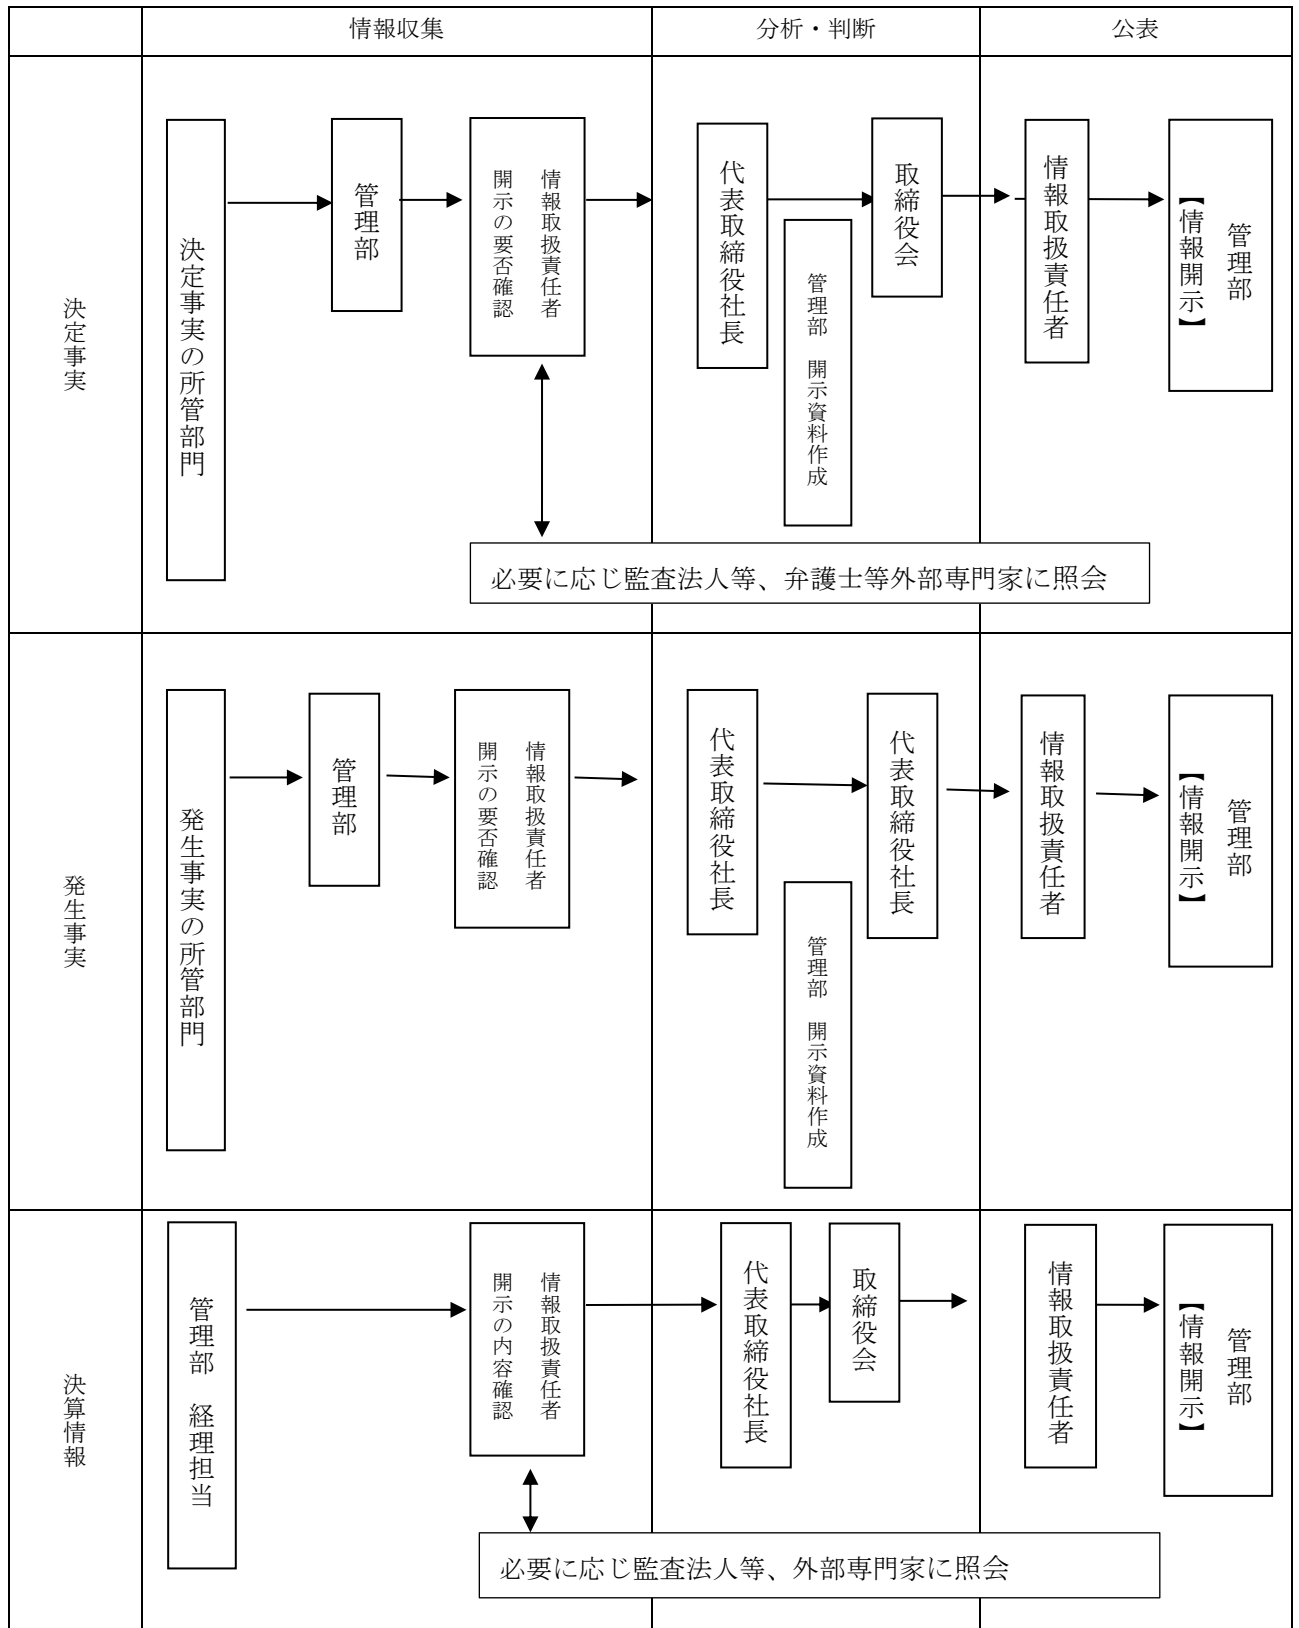 情報収集
分析・判断
公表
決定事実
決定事実の所管部門
管理部
情報取扱責任者
開示の要否確認
代表取締役社長
管理部　開示資料作成
取締役会
情報取扱責任者
管理部
【情報開示】
必要に応じ監査法人等、弁護士等外部専門家に照会
発生事実
発生事実の所管部門
管理部
情報取扱責任者
開示の要否確認
代表取締役社長
管理部　開示資料作成
代表取締役社長
情報取扱責任者
管理部
【情報開示】
決算情報
管理部　経理担当
情報取扱責任者
開示の内容確認
代表取締役社長
取締役会
情報取扱責任者
管理部
【情報開示】
必要に応じ監査法人等、外部専門家に照会